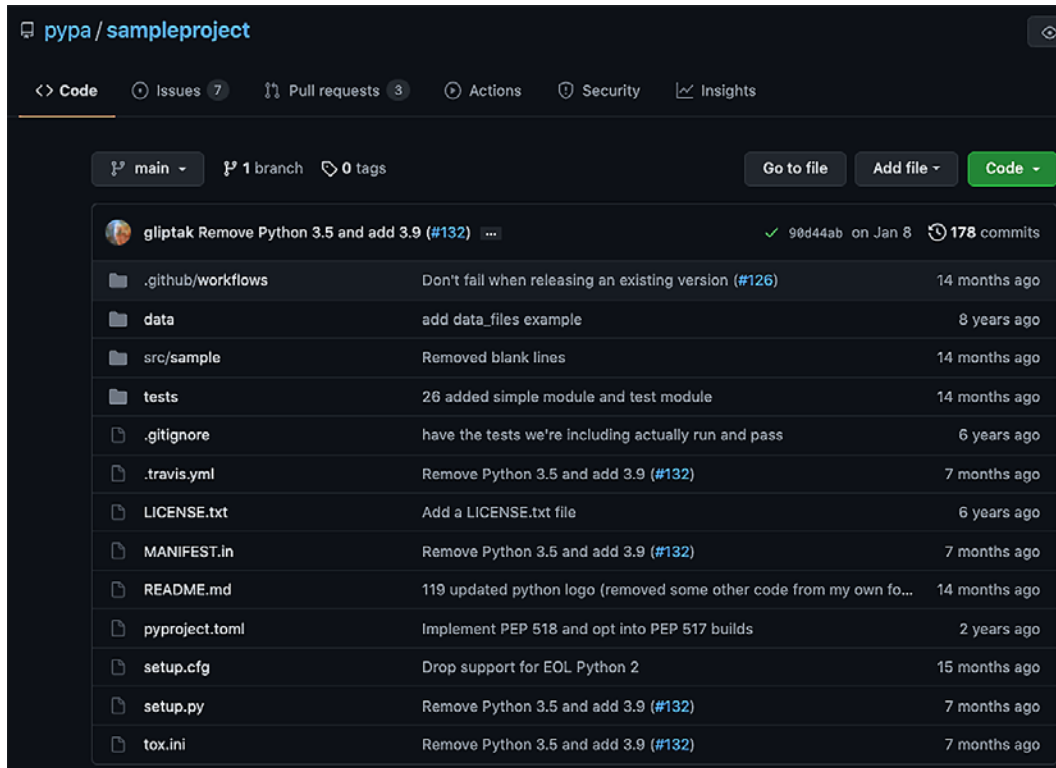 pypa / sampleproject
<> Code Issues 7 Pull requests 3 Actions Security Insights
main 1 branch 0 tags Go to file Add file Code
gliptak Remove Python 3.5 and add 3.9 (#132) ... 90d44ab on Jan 8 178 commits
.github/workflows Don't fail when releasing an existing version (#126) 14 months ago
data add data_files example 8 years ago
src/sample Removed blank lines 14 months ago
tests 26 added simple module and test module 14 months ago
.gitignore have the tests we're including actually run and pass 6 years ago
.travis.yml Remove Python 3.5 and add 3.9 (#132) 7 months ago
LICENSE.txt Add a LICENSE.txt file 6 years ago
MANIFEST.in Remove Python 3.5 and add 3.9 (#132) 7 months ago
README.md 119 updated python logo (removed some other code from my own fo... 14 months ago
pyproject.toml Implement PEP 518 and opt into PEP 517 builds 2 years ago
setup.cfg Drop support for EOL Python 2 15 months ago
setup.py Remove Python 3.5 and add 3.9 (#132) 7 months ago
tox.ini Remove Python 3.5 and add 3.9 (#132) 7 months ago